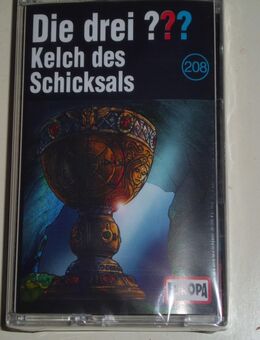 Die drei ???
Kelch des
Schicksals
208
EUROPA